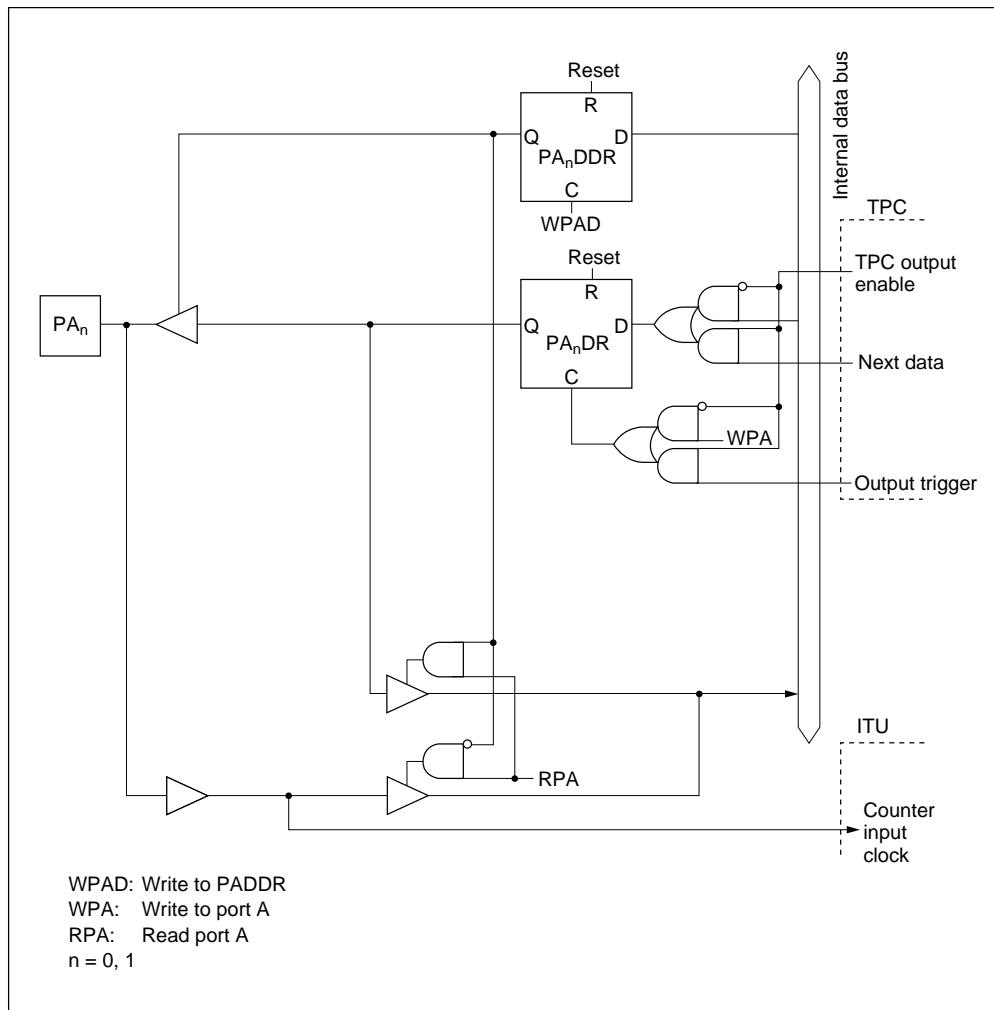 Reset
R
Q
D
PAnDDR
C
WPAD
Internal data bus
TPC
TPC output
enable
Reset
R
Q
D
PAnDR
C
PAn
Next data
WPA
Output trigger
ITU
RPA
Counter
input
clock
WPAD: Write to PADDR
WPA: Write to port A
RPA: Read port A
n = 0, 1